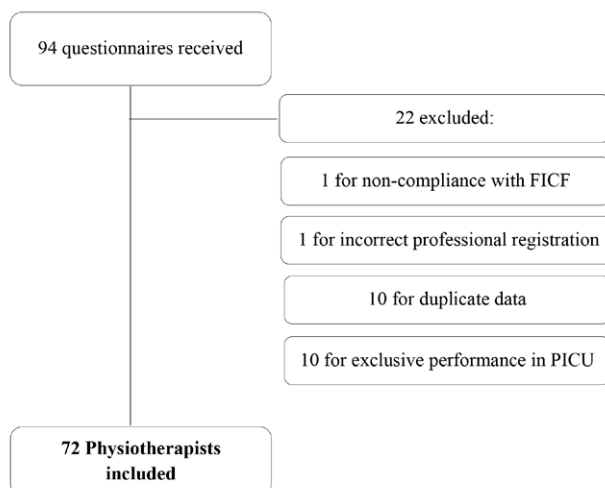 94 questionnaires received
22 excluded:
1 for non-compliance with FICF
1 for incorrect professional registration
10 for duplicate data
10 for exclusive performance in PICU
72 Physiotherapists
included